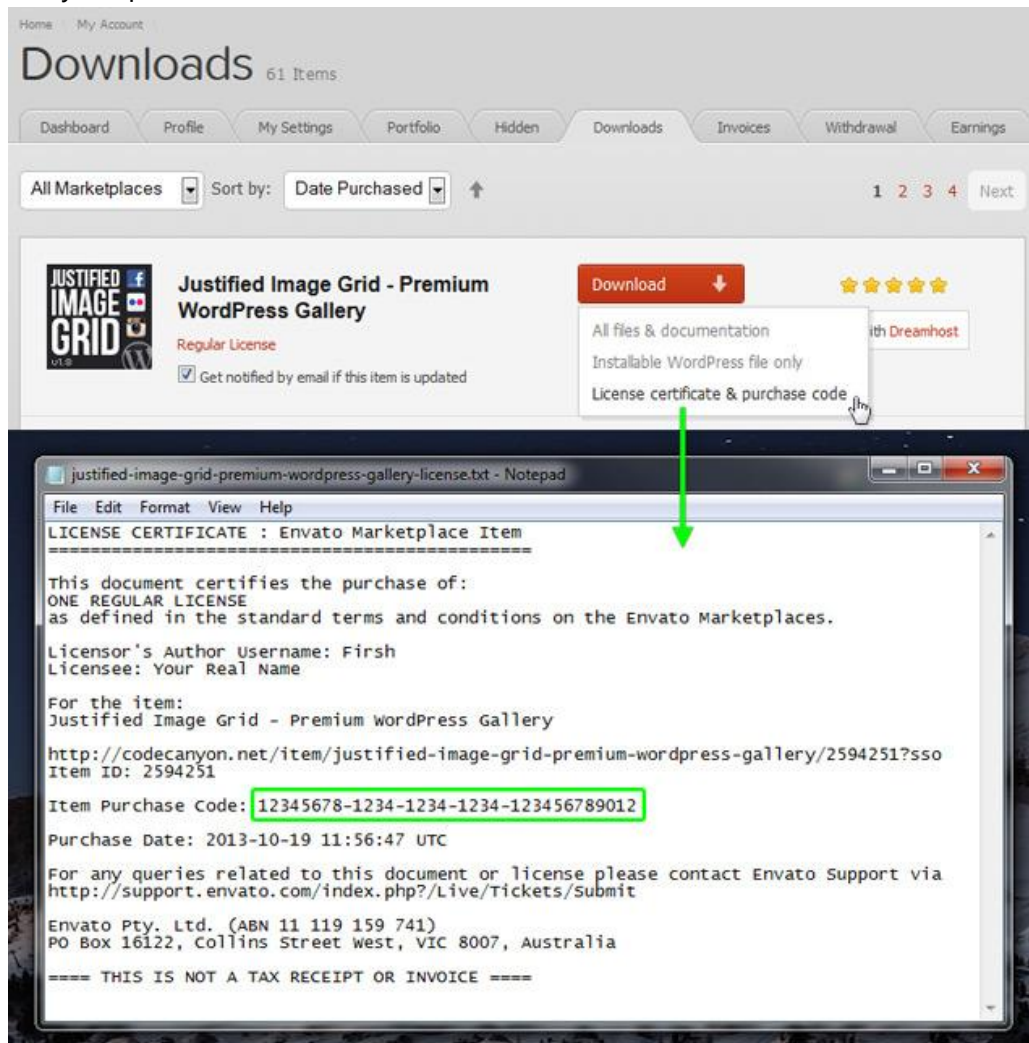 Home My Account
Downloads 61 Items
Dashboard Profile My Settings Portfolio Hidden Downloads Invoices Withdrawal Earnings
All Marketplaces Sort by: Date Purchased 1 2 3 4 Next
JUSTIFIED
IMAGE
GRID
v1.8
Justified Image Grid - Premium
WordPress Gallery
Regular License
Get notified by email if this item is updated
Download
All files & documentation
Installable WordPress file only
License certificate & purchase code
ith Dreamhost
justified-image-grid-premium-wordpress-gallery-license.txt - Notepad
File Edit Format View Help
LICENSE CERTIFICATE : Envato Marketplace Item
==============================================
This document certifies the purchase of:
ONE REGULAR LICENSE
as defined in the standard terms and conditions on the Envato Marketplaces.
Licensor's Author Username: Firsh
Licensee: Your Real Name
For the item:
Justified Image Grid - Premium WordPress Gallery
http://codecanyon.net/item/justified-image-grid-premium-wordpress-gallery/2594251?sso
Item ID: 2594251
Item Purchase Code: 12345678-1234-1234-1234-123456789012
Purchase Date: 2013-10-19 11:56:47 UTC
For any queries related to this document or license please contact Envato Support via
http://support.envato.com/index.php?/Live/Tickets/Submit
Envato Pty. Ltd. (ABN 11 119 159 741)
PO Box 16122, Collins Street West, VIC 8007, Australia
==== THIS IS NOT A TAX RECEIPT OR INVOICE ====